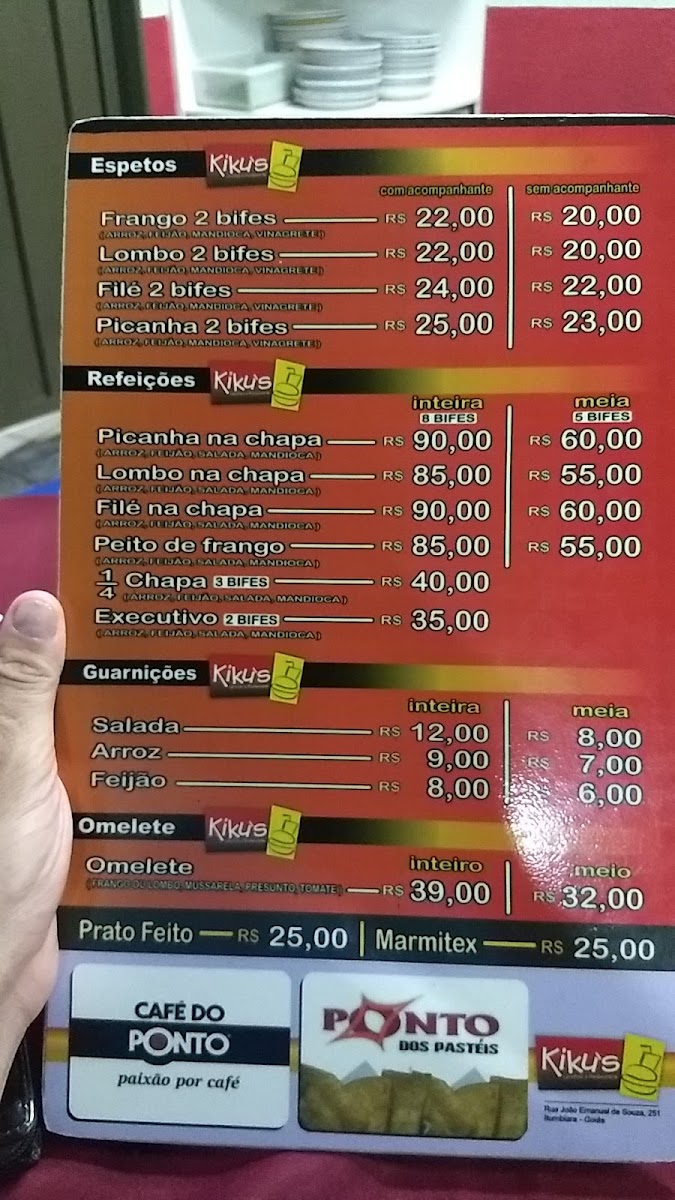 Espetos Kiku's
com acompanhante sem acompanhante
Frango 2 bifes R$ 22,00 R$ 20,00
( ARROZ, FEIJÃO, MANDIOCA, VINAGRETE )
Lombo 2 bifes R$ 22,00 R$ 20,00
( ARROZ, FEIJÃO, MANDIOCA, VINAGRETE )
Filé 2 bifes R$ 24,00 R$ 22,00
( ARROZ, FEIJÃO, MANDIOCA, VINAGRETE )
Picanha 2 bifes R$ 25,00 R$ 23,00
( ARROZ, FEIJÃO, MANDIOCA, VINAGRETE )
Refeições Kiku's
inteira meia
8 BIFES 5 BIFES
Picanha na chapa R$ 90,00 R$ 60,00
( ARROZ, FEIJÃO, SALADA, MANDIOCA )
Lombo na chapa R$ 85,00 R$ 55,00
( ARROZ, FEIJÃO, SALADA, MANDIOCA )
Filé na chapa R$ 90,00 R$ 60,00
( ARROZ, FEIJÃO, SALADA, MANDIOCA )
Peito de frango R$ 85,00 R$ 55,00
( ARROZ, FEIJÃO, SALADA, MANDIOCA )
1/4 Chapa 3 BIFES R$ 40,00
( ARROZ, FEIJÃO, SALADA, MANDIOCA )
Executivo 2 BIFES R$ 35,00
( ARROZ, FEIJÃO, SALADA, MANDIOCA )
Guarnições Kiku's
inteira meia
Salada R$ 12,00 R$ 8,00
Arroz R$ 9,00 R$ 7,00
Feijão R$ 8,00 6,00
Omelete Kiku's
inteiro meio
Omelete R$ 39,00 R$ 32,00
( FRANGO OU LOMBO, MUSSARELA, PRESUNTO, TOMATE )
Prato Feito R$ 25,00 Marmitex R$ 25,00
CAFÉ DO
PONTO
paixão por café
PONTO
DOS PASTÉIS
Kiku's
Rua João Emanual de Souza, 251
Itumbiara - Goiás